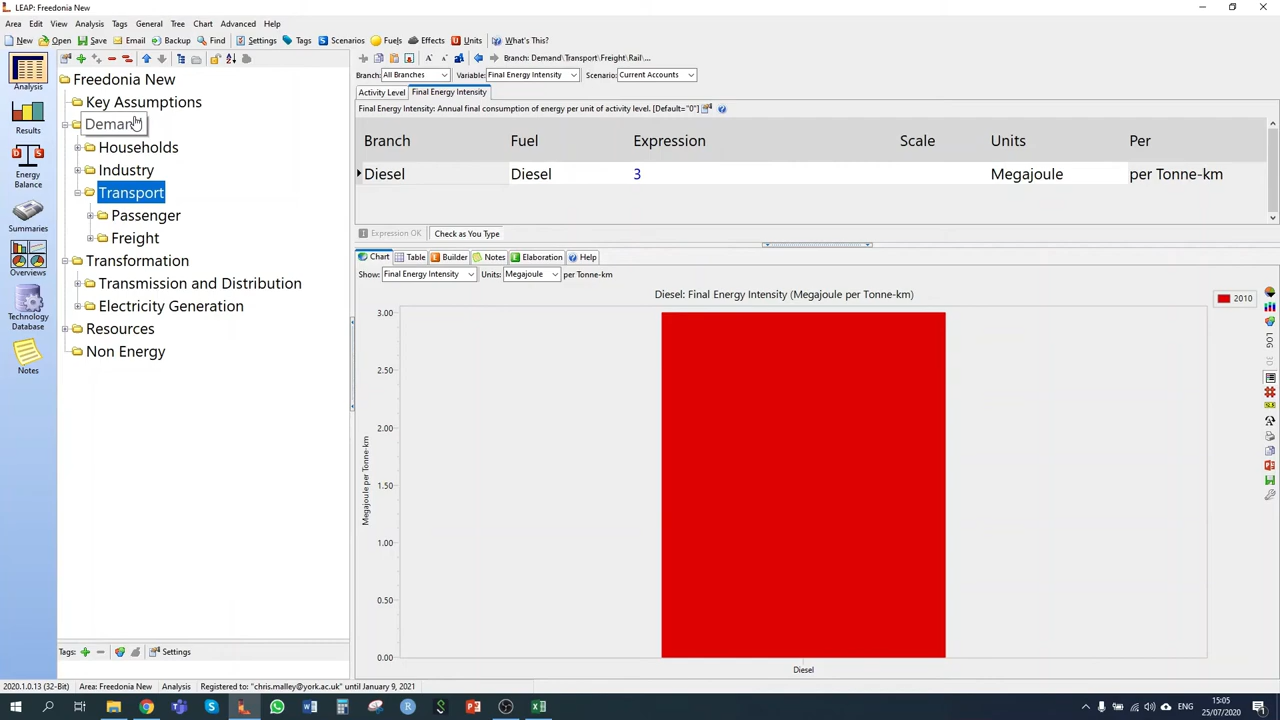 LEAP: Freedonia New
Area Edit View Analysis Tags General Tree Chart Advanced Help
New Open Save Email Backup Find Settings Tags Scenarios Fuels Effects Units What's This?
Branch: Demand\Transport\Freight\Rail\...
Branch: All Branches Variable: Final Energy Intensity Scenario: Current Accounts
Activity Level Final Energy Intensity
Final Energy Intensity: Annual final consumption of energy per unit of activity level. [Default="0"]
Branch Fuel Expression Scale Units Per
Diesel Diesel 3 Megajoule per Tonne-km
Expression OK Check as You Type
Chart Table Builder Notes Elaboration Help
Show: Final Energy Intensity Units: Megajoule per Tonne-km
Diesel: Final Energy Intensity (Megajoule per Tonne-km)
2010
Megajoule per Tonne-km
3.00
2.50
2.00
1.50
1.00
0.50
0.00
Diesel
LOG
Analysis
Results
Energy
Balance
Summaries
Overviews
Technology
Database
Notes
Freedonia New
Key Assumptions
Deman
Households
Industry
Transport
Passenger
Freight
Transformation
Transmission and Distribution
Electricity Generation
Resources
Non Energy
Tags: Settings
2020.1.0.13 (32-Bit) Area: Freedonia New Analysis Registered to: "chris.malley@york.ac.uk" until January 9, 2021
15:05
25/07/2020